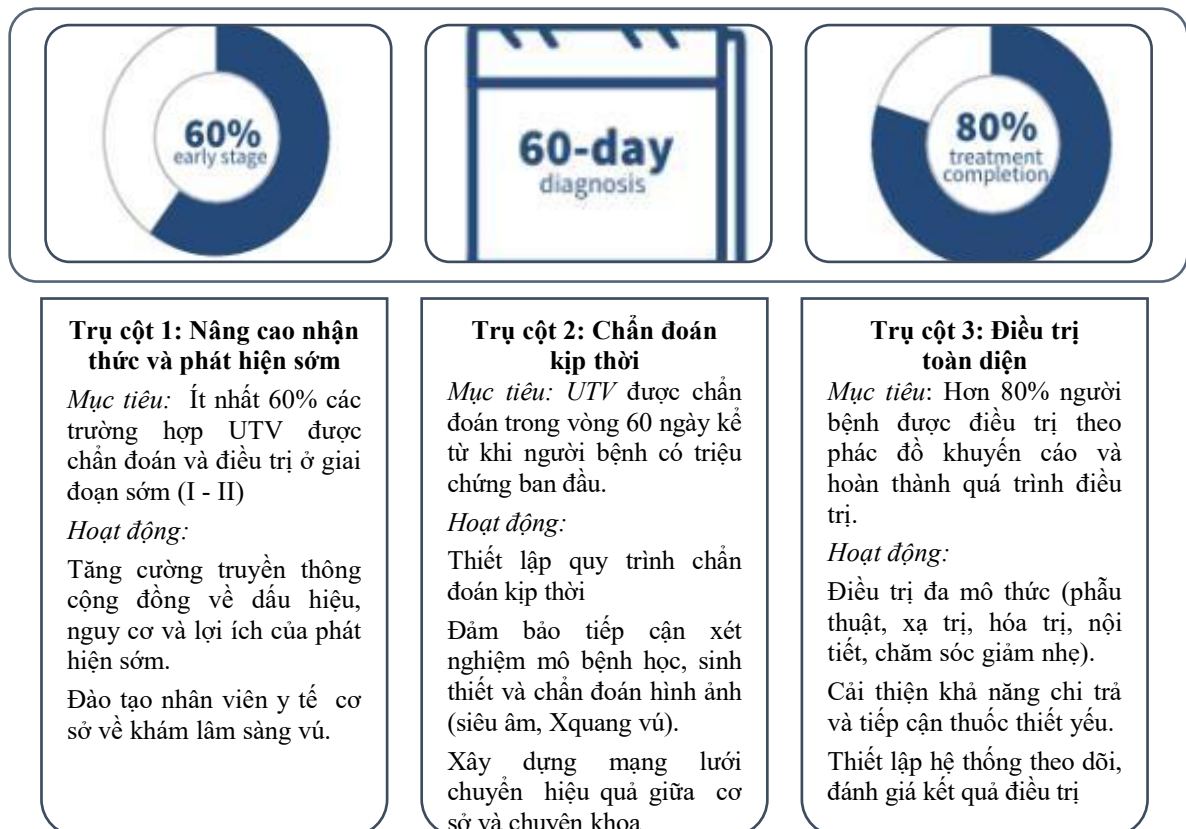 60%
early stage
60-day
diagnosis
80%
treatment
completion
Trụ cột 1: Nâng cao nhận
thức và phát hiện sớm
Mục tiêu: Ít nhất 60% các
trường hợp UTV được
chẩn đoán và điều trị ở giai
đoạn sớm (I - II)
Hoạt động:
Tăng cường truyền thông
cộng đồng về dấu hiệu,
nguy cơ và lợi ích của phát
hiện sớm.
Đào tạo nhân viên y tế cơ
sở về khám lâm sàng vú.
Trụ cột 2: Chẩn đoán
kịp thời
Mục tiêu: UTV được chẩn
đoán trong vòng 60 ngày kể
từ khi người bệnh có triệu
chứng ban đầu.
Hoạt động:
Thiết lập quy trình chẩn
đoán kịp thời
Đảm bảo tiếp cận xét
nghiệm mô bệnh học, sinh
thiết và chẩn đoán hình ảnh
(siêu âm, Xquang vú).
Xây dựng mạng lưới
chuyển hiệu quả giữa cơ
sở và chuyên khoa
Trụ cột 3: Điều trị
toàn diện
Mục tiêu: Hơn 80% người
bệnh được điều trị theo
phác đồ khuyến cáo và
hoàn thành quá trình điều
trị.
Hoạt động:
Điều trị đa mô thức (phẫu
thuật, xạ trị, hóa trị, nội
tiết, chăm sóc giảm nhẹ).
Cải thiện khả năng chi trả
và tiếp cận thuốc thiết yếu.
Thiết lập hệ thống theo dõi,
đánh giá kết quả điều trị